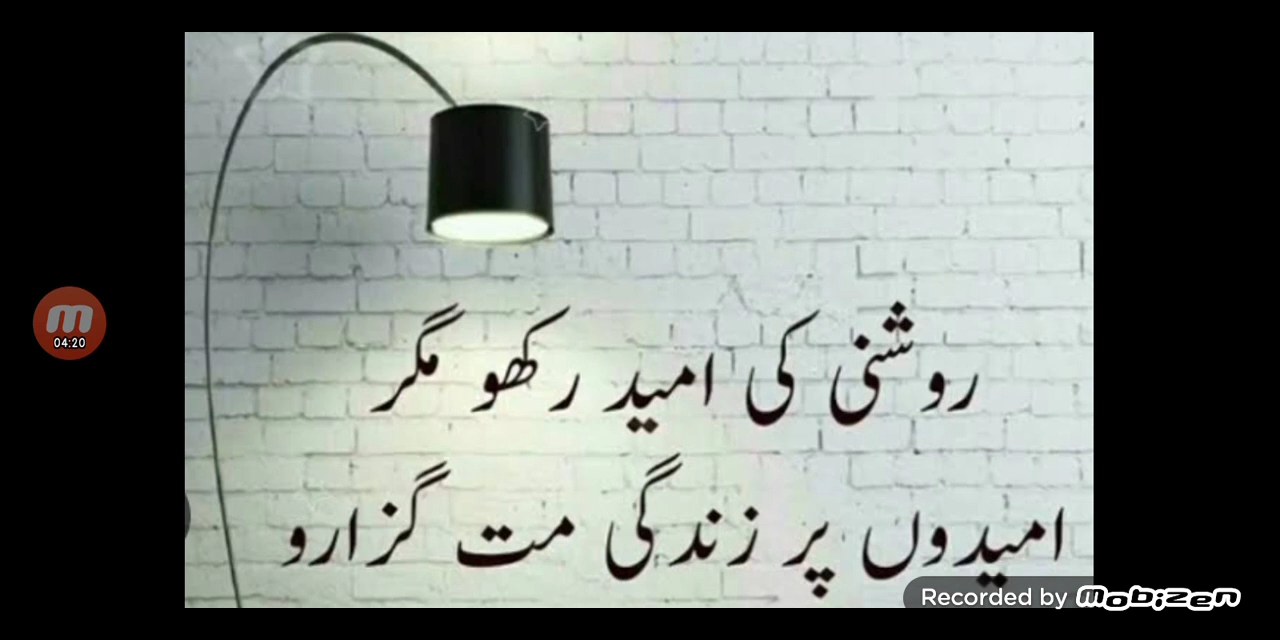 04:20
روشنی کی امید رکھو مگر
امیدوں پر زندگی مت گزارو
Recorded by mobizen